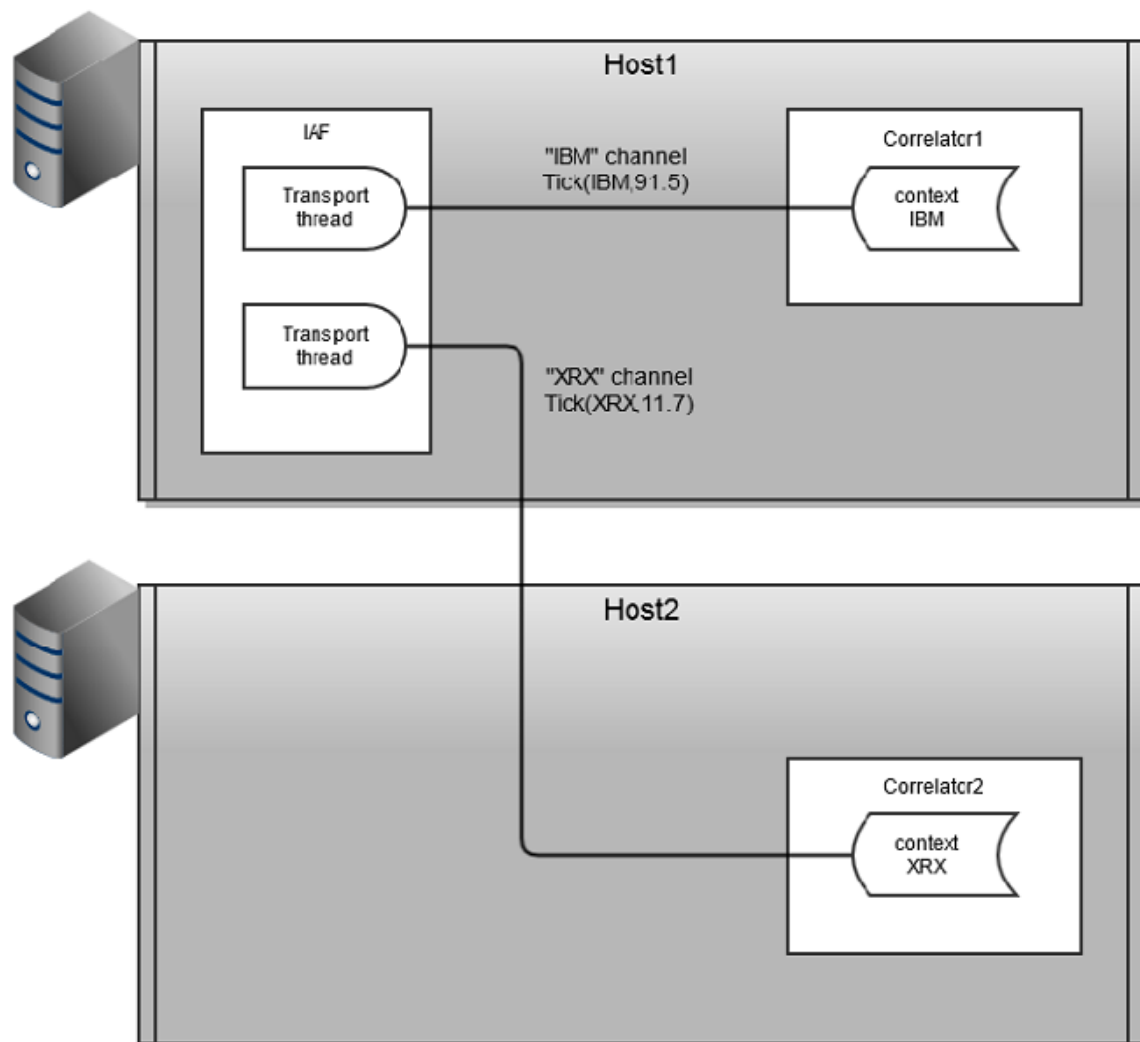 Host1
IAF
Transport
thread
"IBM" channel
Tick(IBM,91.5)
Correlator1
context
IBM
Transport
thread
"XRX" channel
Tick(XRX,11.7)
Host2
Correlator2
context
XRX